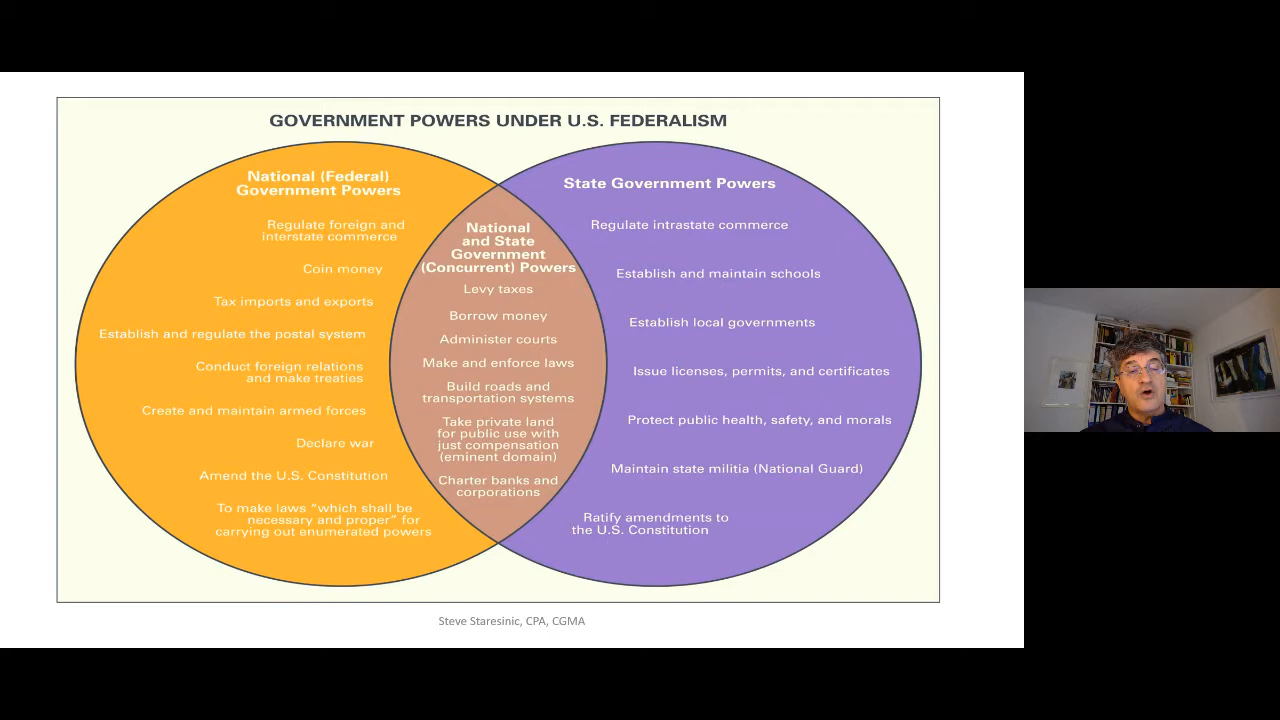 GOVERNMENT POWERS UNDER U.S. FEDERALISM
National (Federal)
Government Powers
Regulate foreign and
interstate commerce
Coin money
Tax imports and exports
Establish and regulate the postal system
Conduct foreign relations
and make treaties
Create and maintain armed forces
Declare war
Amend the U.S. Constitution
To make laws “which shall be
necessary and proper” for
carrying out enumerated powers
National
and State
Government
(Concurrent) Powers
Levy taxes
Borrow money
Administer courts
Make and enforce laws
Build roads and
transportation systems
Take private land
for public use with
just compensation
(eminent domain)
Charter banks and
corporations
State Government Powers
Regulate intrastate commerce
Establish and maintain schools
Establish local governments
Issue licenses, permits, and certificates
Protect public health, safety, and morals
Maintain state militia (National Guard)
Ratify amendments to
the U.S. Constitution
Steve Staresinic, CPA, CGMA